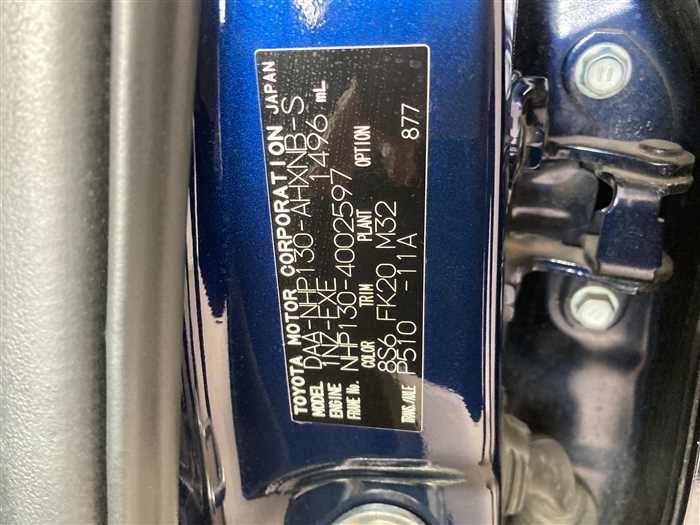 TOYOTA MOTOR CORPORATION JAPAN
MODEL DAA-NHP130-AHXNB-S
ENGINE 1NZ-FXE 1496 mL
FRAME No. NHP130-4002597
COLOR TRIM PLANT OPTION
8S6 FK20 M32
TRANS./AXLE P510 -11A 877